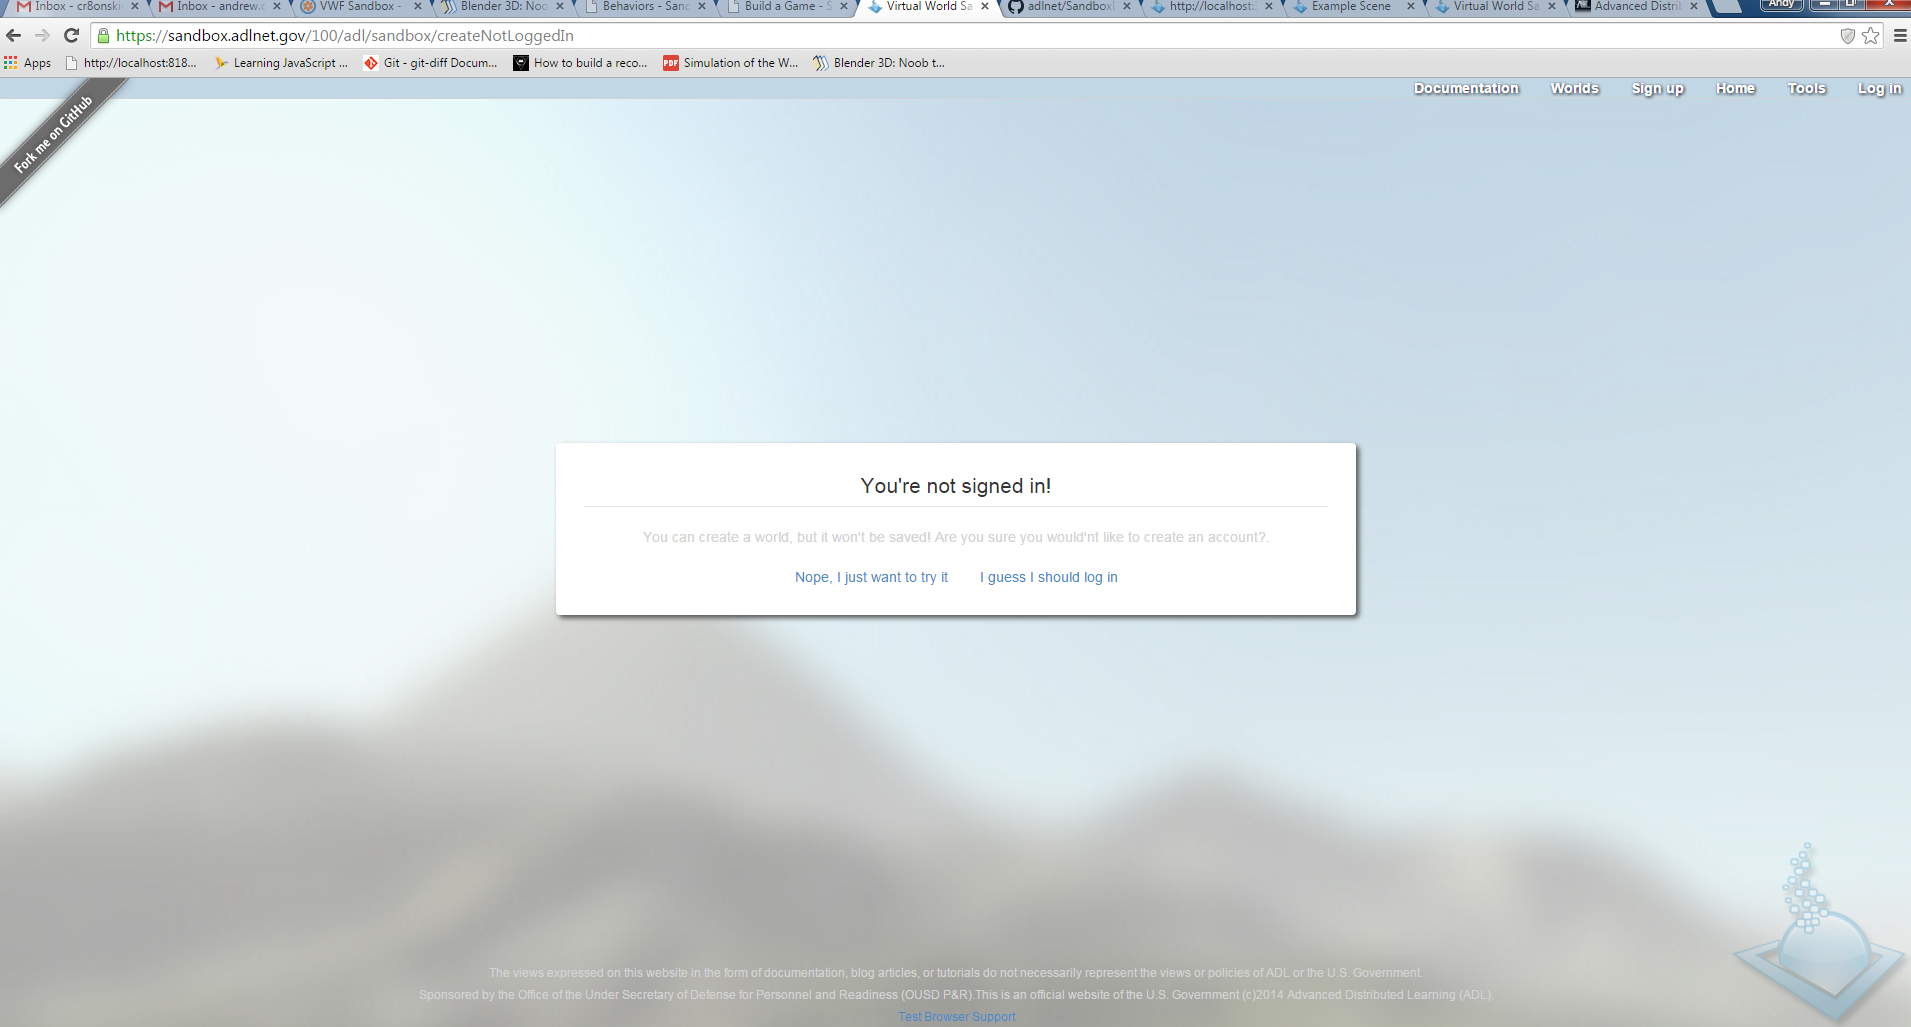 Inbox - cr8onski Inbox - andrew.c VWF Sandbox - Blender 3D: Noo Behaviors - Sand Build a Game - S Virtual World Sa adlnet/Sandbox http://localhost: Example Scene Virtual World Sa Advanced Distri Andy
https://sandbox.adlnet.gov/100/adl/sandbox/createNotLoggedIn
Apps http://localhost:818... Learning JavaScript ... Git - git-diff Docum... How to build a reco... PDF Simulation of the W... Blender 3D: Noob t...
Documentation Worlds Sign up Home Tools Log in
Fork me on GitHub
You're not signed in!
You can create a world, but it won't be saved! Are you sure you would'nt like to create an account?.
Nope, I just want to try it I guess I should log in
The views expressed on this website in the form of documentation, blog articles, or tutorials do not necessarily represent the views or policies of ADL or the U.S. Government.
Sponsored by the Office of the Under Secretary of Defense for Personnel and Readiness (OUSD P&R).This is an official website of the U.S. Government (c)2014 Advanced Distributed Learning (ADL).
Test Browser Support